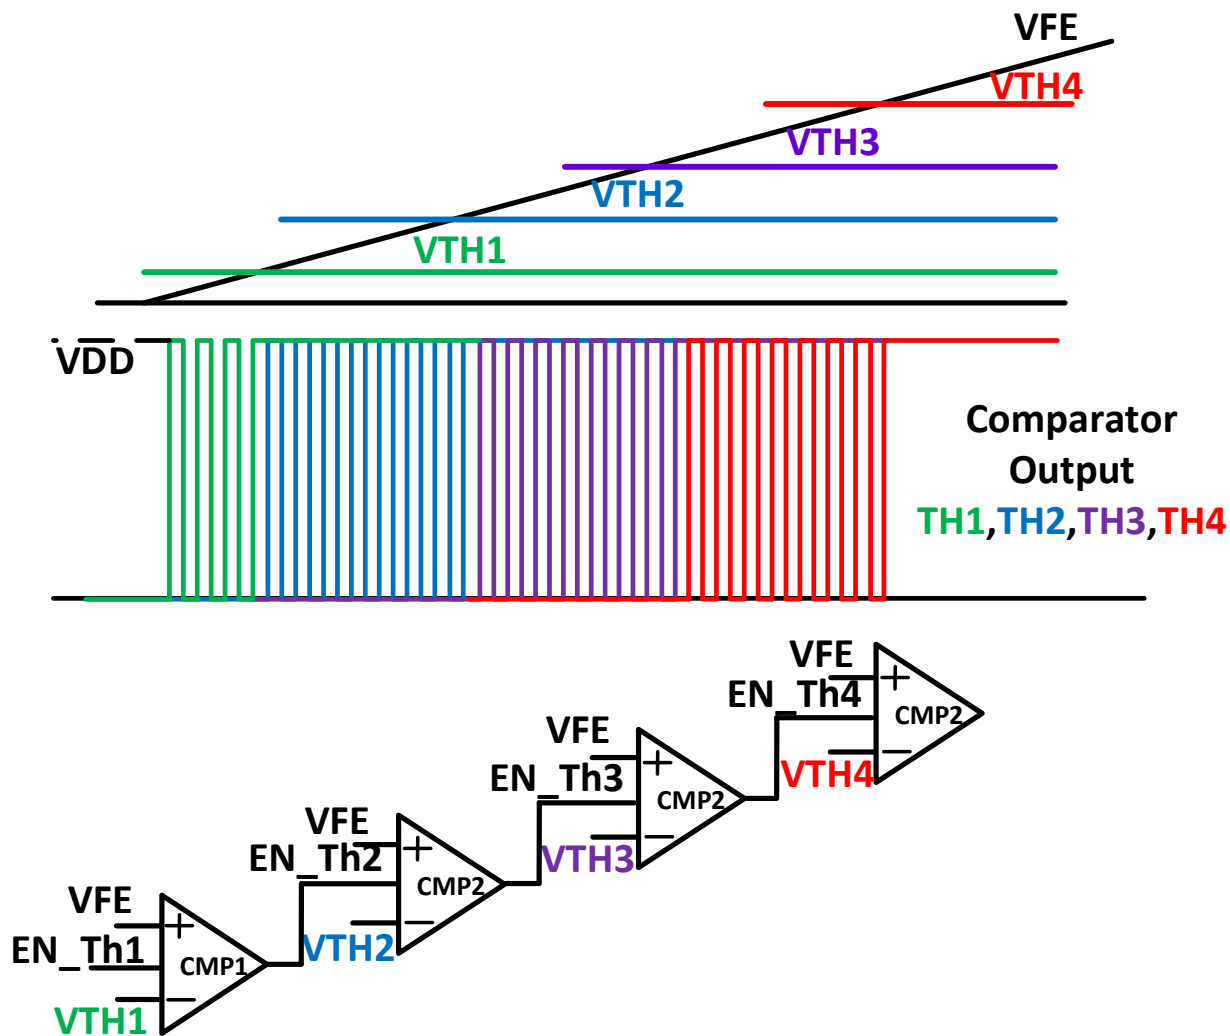 VFE
VTH4
VTH3
VTH2
VTH1
VDD
Comparator
Output
TH1,TH2,TH3,TH4
VFE
EN_Th4
CMP2
VTH4
VFE
EN_Th3
CMP2
VTH3
VFE
EN_Th2
CMP2
VTH2
VFE
EN_Th1
CMP1
VTH1